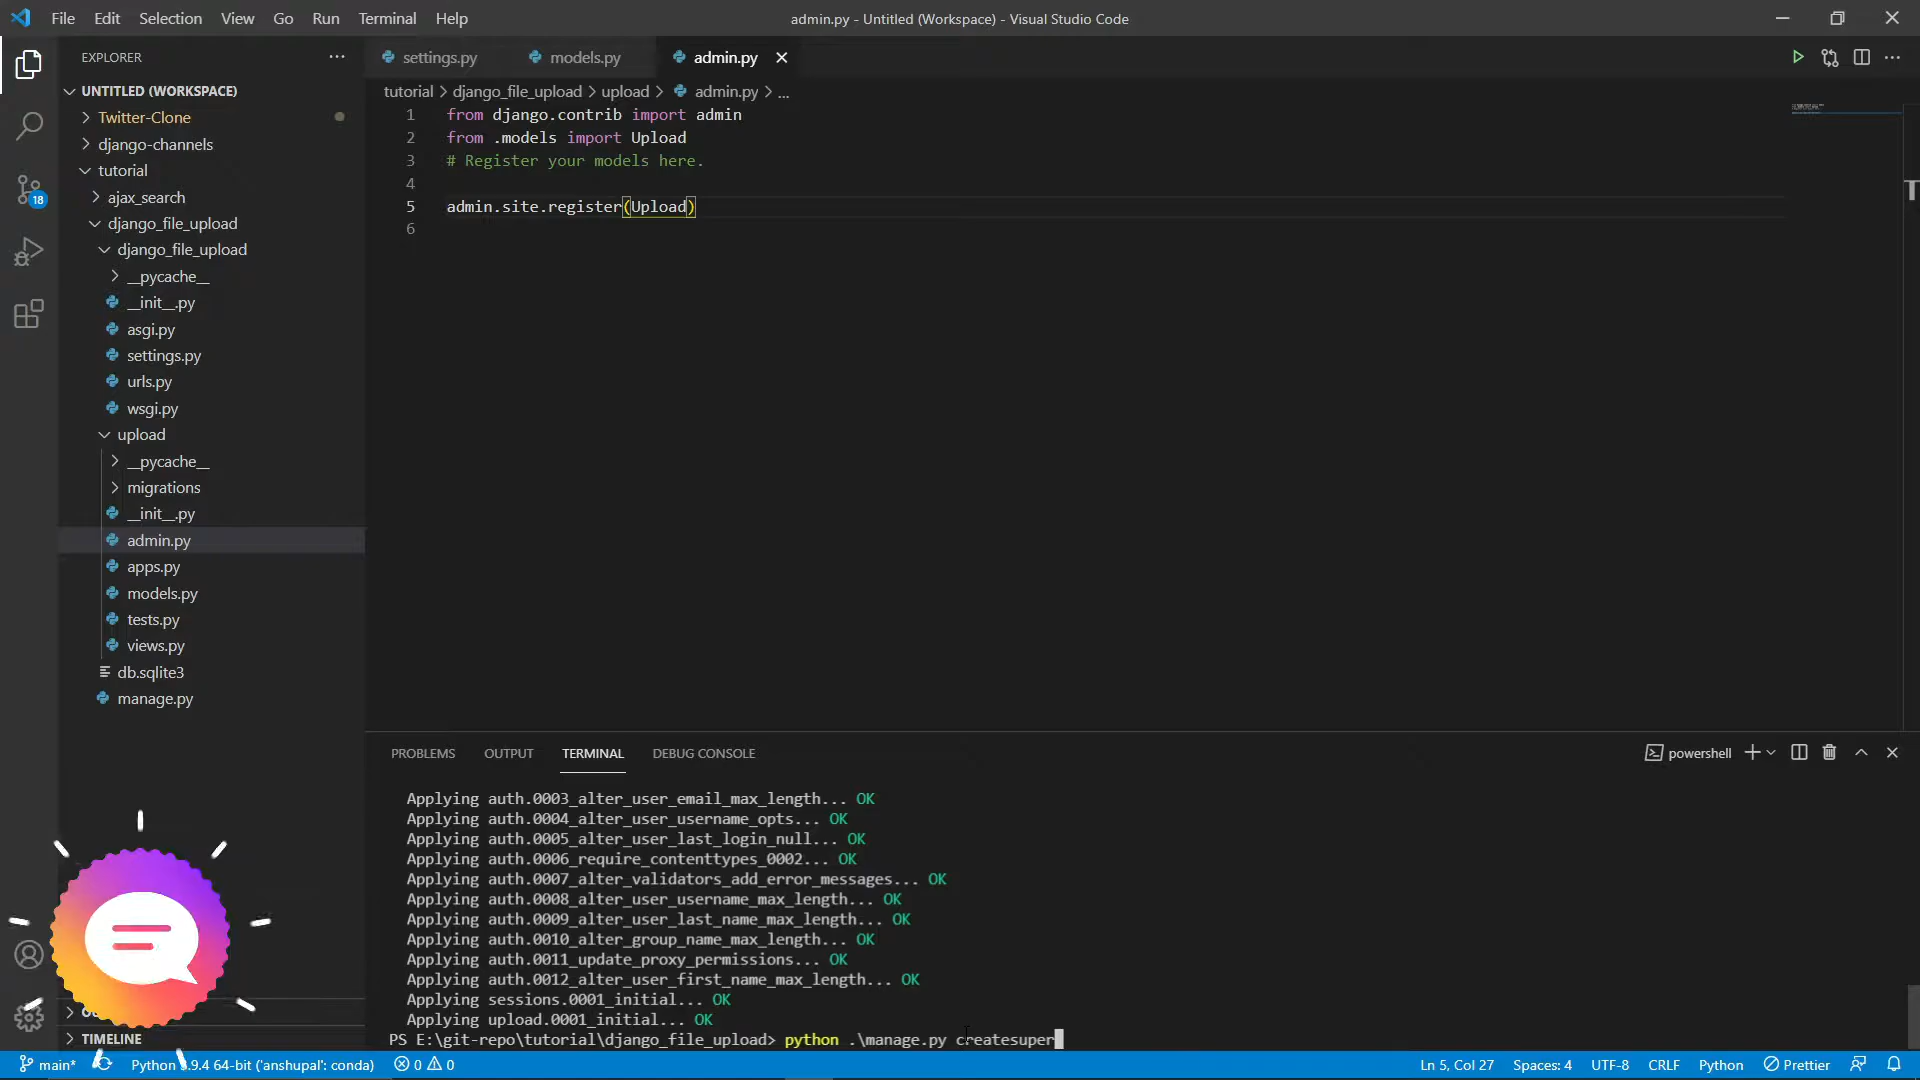 File Edit Selection View Go Run Terminal Help
admin.py - Untitled (Workspace) - Visual Studio Code
EXPLORER
UNTITLED (WORKSPACE)
Twitter-Clone
django-channels
tutorial
ajax_search
django_file_upload
django_file_upload
__pycache__
__init__.py
asgi.py
settings.py
urls.py
wsgi.py
upload
__pycache__
migrations
__init__.py
admin.py
apps.py
models.py
tests.py
views.py
db.sqlite3
manage.py
TIMELINE
18
settings.py models.py admin.py
tutorial > django_file_upload > upload > admin.py > ...
1 from django.contrib import admin
2 from .models import Upload
3 # Register your models here.
4
5 admin.site.register(Upload)
6
PROBLEMS OUTPUT TERMINAL DEBUG CONSOLE
powershell
Applying auth.0003_alter_user_email_max_length... OK
Applying auth.0004_alter_user_username_opts... OK
Applying auth.0005_alter_user_last_login_null... OK
Applying auth.0006_require_contenttypes_0002... OK
Applying auth.0007_alter_validators_add_error_messages... OK
Applying auth.0008_alter_user_username_max_length... OK
Applying auth.0009_alter_user_last_name_max_length... OK
Applying auth.0010_alter_group_name_max_length... OK
Applying auth.0011_update_proxy_permissions... OK
Applying auth.0012_alter_user_first_name_max_length... OK
Applying sessions.0001_initial... OK
Applying upload.0001_initial... OK
PS E:\git-repo\tutorial\django_file_upload> python .\manage.py createsuper
main* Python 3.9.4 64-bit ('anshupal': conda) 0 0 Ln 5, Col 27 Spaces: 4 UTF-8 CRLF Python Prettier